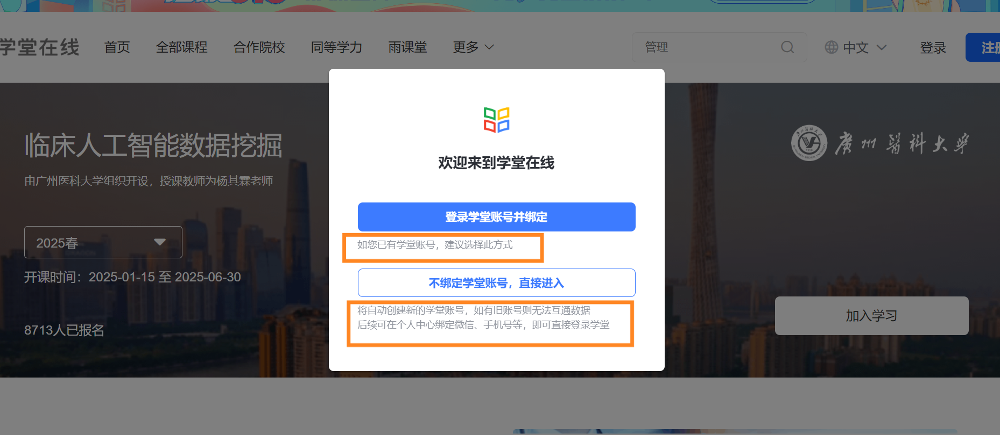 学堂在线
首页
全部课程
合作院校
同等学力
雨课堂
更多
管理
中文
登录
注册
临床人工智能数据挖掘
由广州医科大学组织开设，授课教师为杨其霖老师
2025春
开课时间：2025-01-15 至 2025-06-30
8713人已报名
廣州醫科大學
加入学习
欢迎来到学堂在线
登录学堂账号并绑定
如您已有学堂账号，建议选择此方式
不绑定学堂账号，直接进入
将自动创建新的学堂账号，如有旧账号则无法互通数据
后续可在个人中心绑定微信、手机号等，即可直接登录学堂